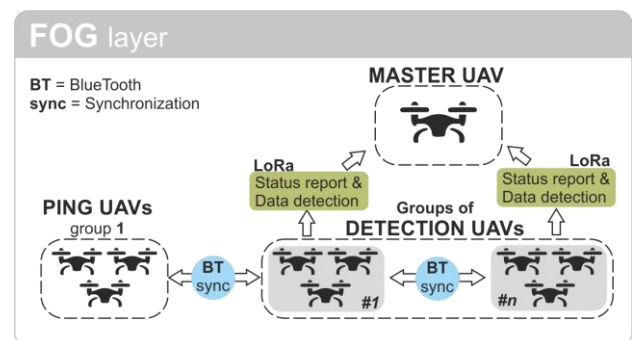 FOG layer
BT = BlueTooth
sync = Synchronization
MASTER UAV
LoRa
Status report &
Data detection
LoRa
Status report &
Data detection
PING UAVs
group 1
Groups of
DETECTION UAVs
BT
sync
#1
BT
sync
#n